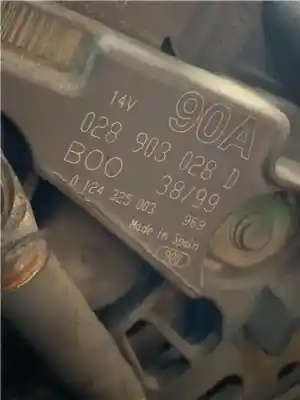 14V 90A
028 903 028 D
BOO 38/99
0 124 325 003 969
Made in Spain